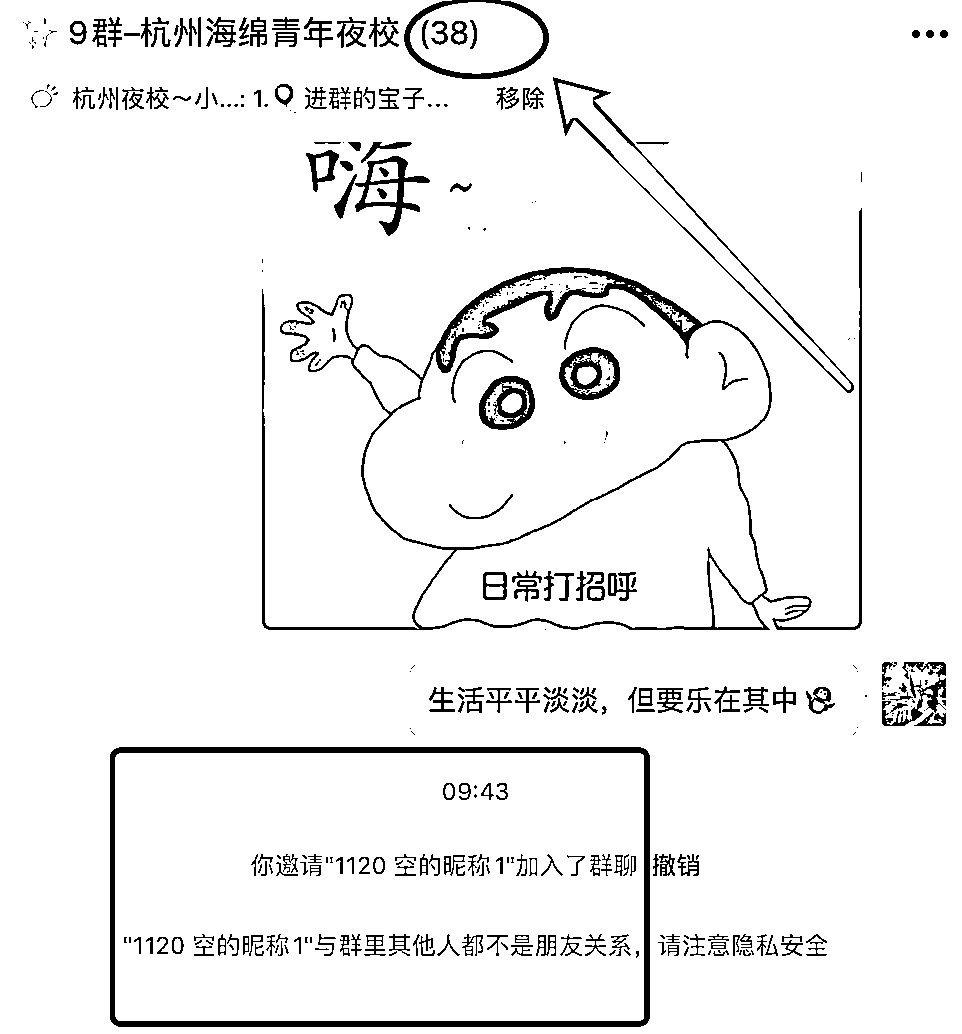 9群–杭州海绵青年夜校 (38)
杭州夜校～小...: 1. 进群的宝子... 移除
嗨~
日常打招呼
生活平平淡淡，但要乐在其中
09:43
你邀请"1120 空的昵称1"加入了群聊 撤销
"1120 空的昵称1"与群里其他人都不是朋友关系，请注意隐私安全